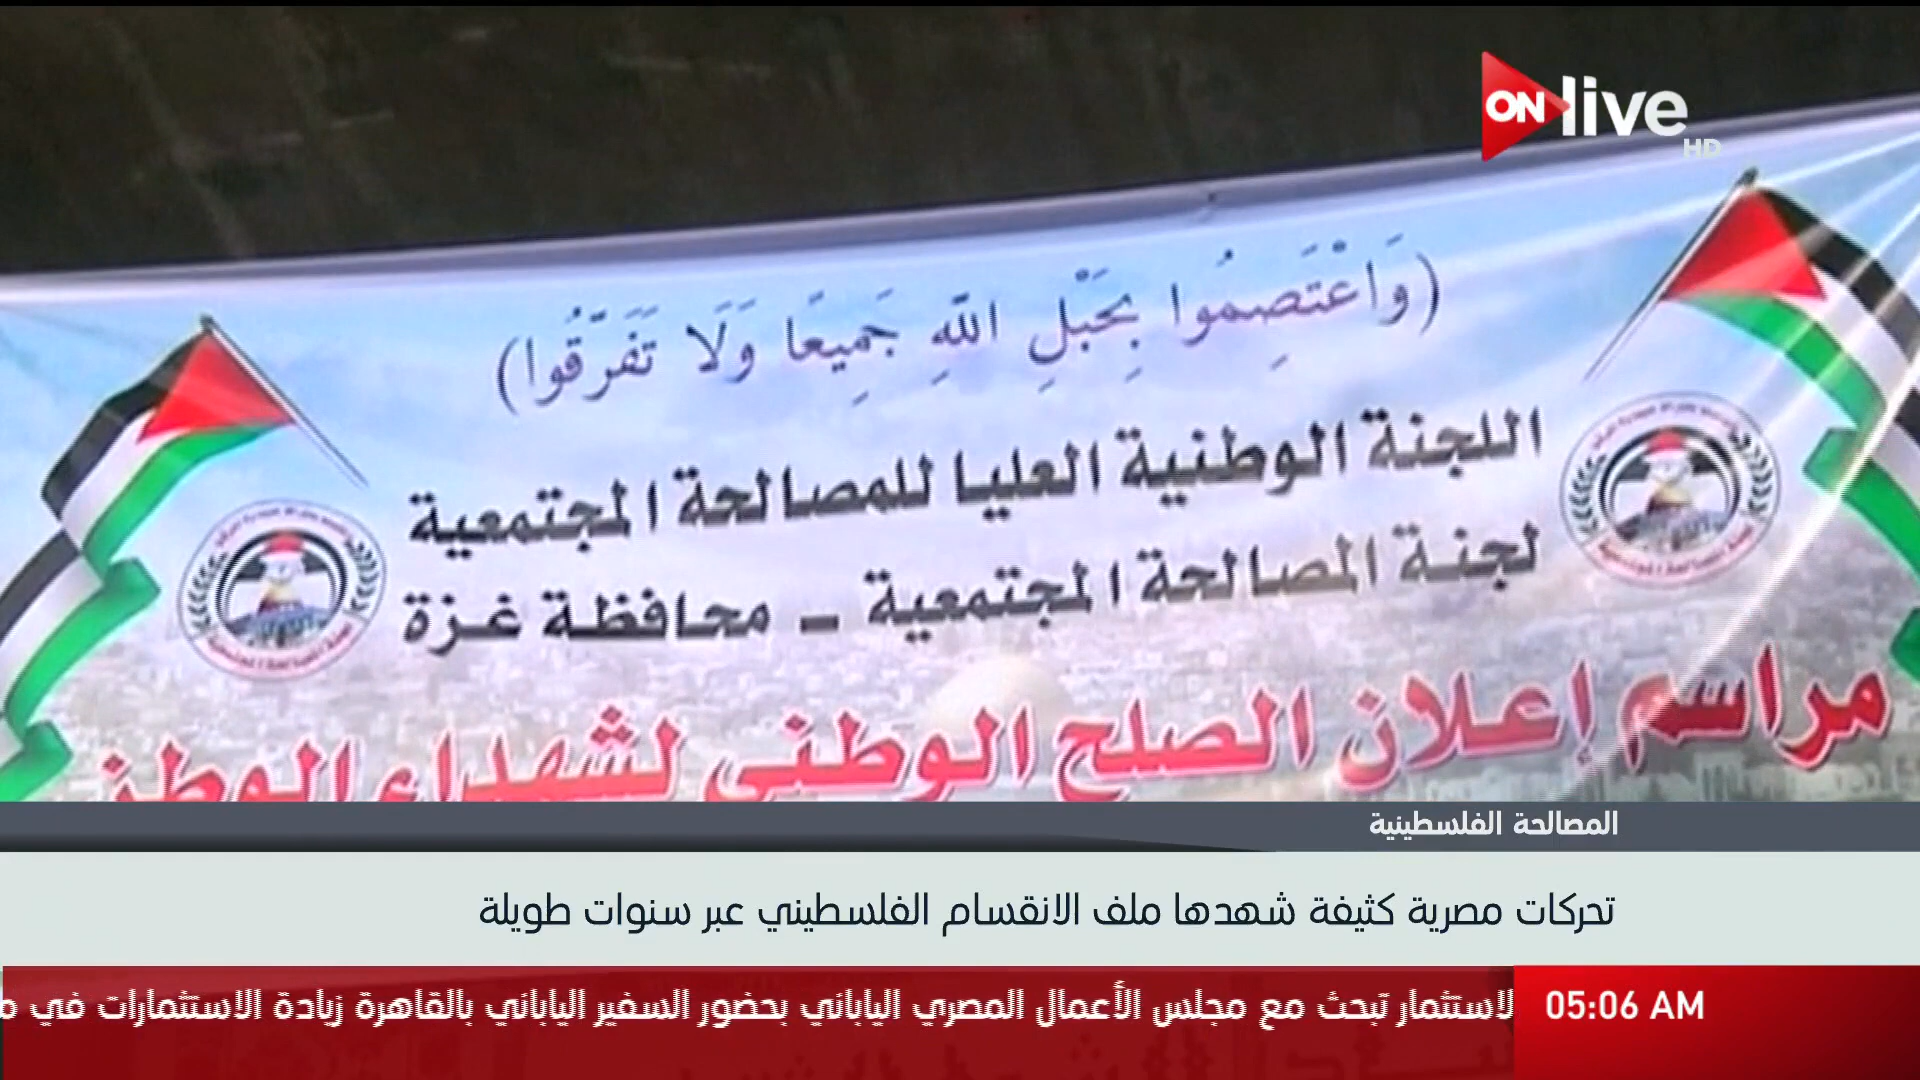 ON live
HD
(وَاعْتَصِمُوا بِحَبْلِ اللَّهِ جَمِيعًا وَلَا تَفَرَّقُوا)
اللجنة الوطنية العليا للمصالحة المجتمعية
لجنة المصالحة المجتمعية – محافظة غزة
مراسم إعلان الصلح الوطني لشهداء الوطن
المصالحة الفلسطينية
تحركات مصرية كثيفة شهدها ملف الانقسام الفلسطيني عبر سنوات طويلة
لاستثمار تبحث مع مجلس الأعمال المصري الياباني بحضور السفير الياباني بالقاهرة زيادة الاستثمارات في
05:06 AM